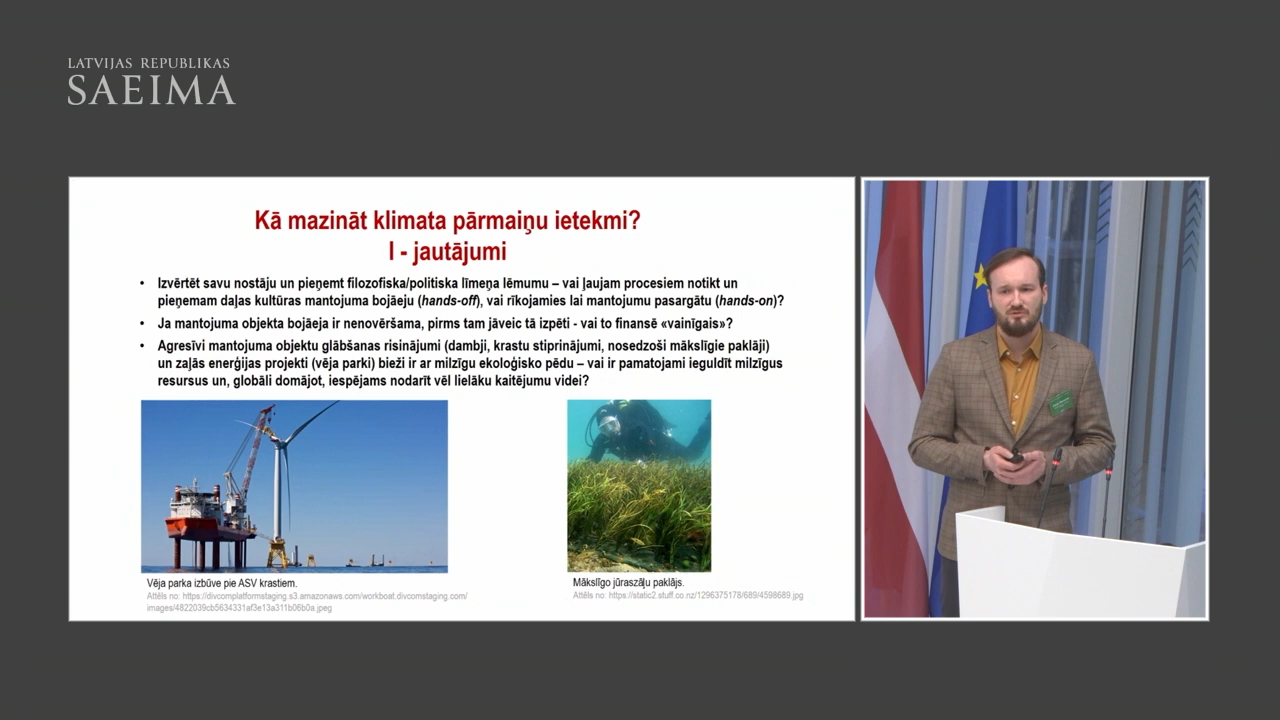 LATVIJAS REPUBLIKAS
SAEIMA
Kā mazināt klimata pārmaiņu ietekmi?
I - jautājumi
• Izvērtēt savu nostāju un pieņemt filozofiska/politiska līmeņa lēmumu – vai ļaujam procesiem notikt un
pieņemam daļas kultūras mantojuma bojāeju (hands-off), vai rīkojamies lai mantojumu pasargātu (hands-on)?
• Ja mantojuma objekta bojāeja ir nenovēršama, pirms tam jāveic tā izpēti - vai to finansē «vainīgais»?
• Agresīvi mantojuma objektu glābšanas risinājumi (dambji, krastu stiprinājumi, nosedzoši mākslīgie paklāji)
un zaļās enerģijas projekti (vēja parki) bieži ir ar milzīgu ekoloģisko pēdu – vai ir pamatojami ieguldīt milzīgus
resursus un, globāli domājot, iespējams nodarīt vēl lielāku kaitējumu videi?
Vēja parka izbūve pie ASV krastiem.
Attēls no: https://divcomplatformstaging.s3.amazonaws.com/workboat.divcomstaging.com/
images/4822039cb5634331af3e13a311b06b0a.jpeg
Mākslīgo jūraszāļu paklājs.
Attēls no: https://static2.stuff.co.nz/1296375178/689/4598689.jpg